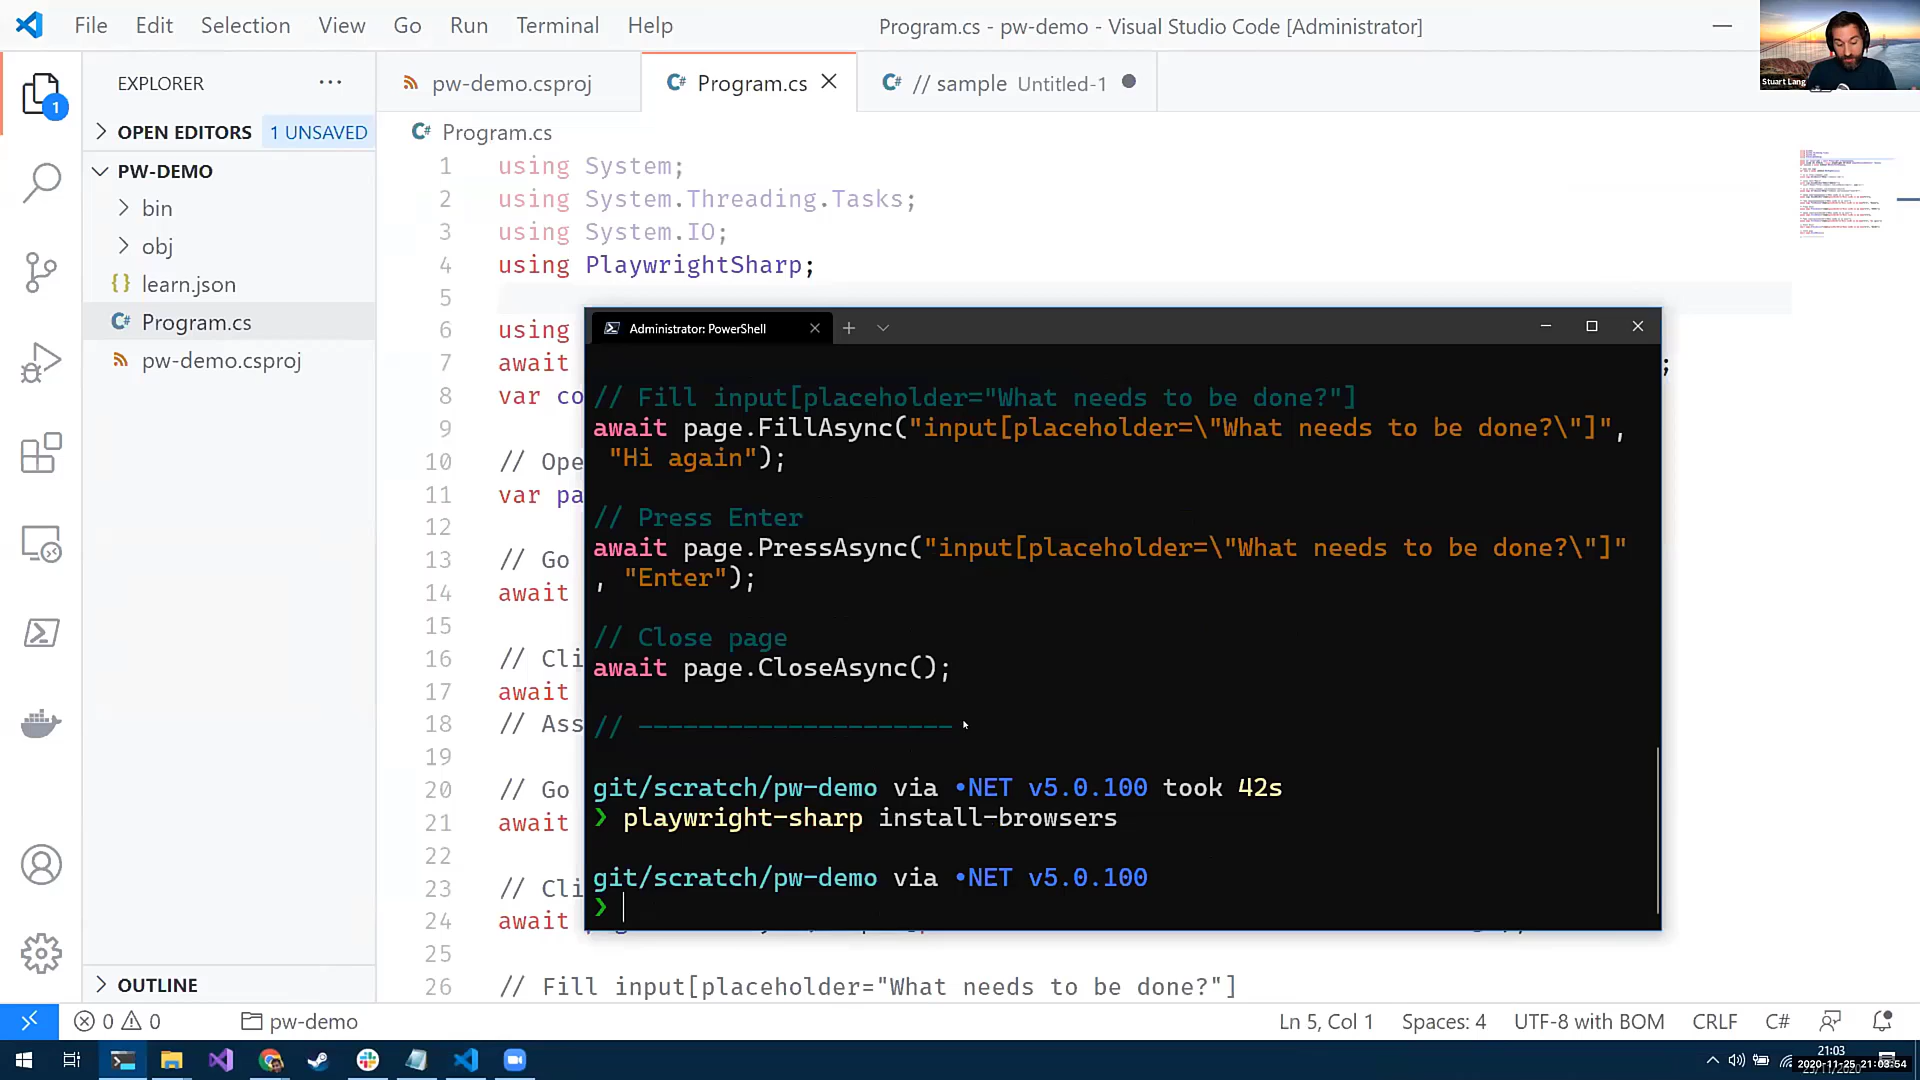 File Edit Selection View Go Run Terminal Help
Program.cs - pw-demo - Visual Studio Code [Administrator]
Stuart Lang
EXPLORER ···
pw-demo.csproj
Program.cs
// sample Untitled-1
1
OPEN EDITORS 1 UNSAVED
PW-DEMO
bin
obj
learn.json
Program.cs
pw-demo.csproj
OUTLINE
Program.cs
1 using System;
2 using System.Threading.Tasks;
3 using System.IO;
4 using PlaywrightSharp;
5
6 using
7 await ;
8 var co
9
10 // Ope
11 var pa
12
13 // Go
14 await
15
16 // Cli
17 await
18 // Ass
19
20 // Go
21 await
22
23 // Cli
24 await
25
26 // Fill input[placeholder="What needs to be done?"]
Administrator: PowerShell
// Fill input[placeholder="What needs to be done?"]
await page.FillAsync("input[placeholder=\"What needs to be done?\"]",
"Hi again");
// Press Enter
await page.PressAsync("input[placeholder=\"What needs to be done?\"]"
, "Enter");
// Close page
await page.CloseAsync();
// ---------------------
git/scratch/pw-demo via •NET v5.0.100 took 42s
❯ playwright-sharp install-browsers
git/scratch/pw-demo via •NET v5.0.100
❯
0 0 pw-demo
Ln 5, Col 1 Spaces: 4 UTF-8 with BOM CRLF C#
21:03
2020-11-25 21:03:54